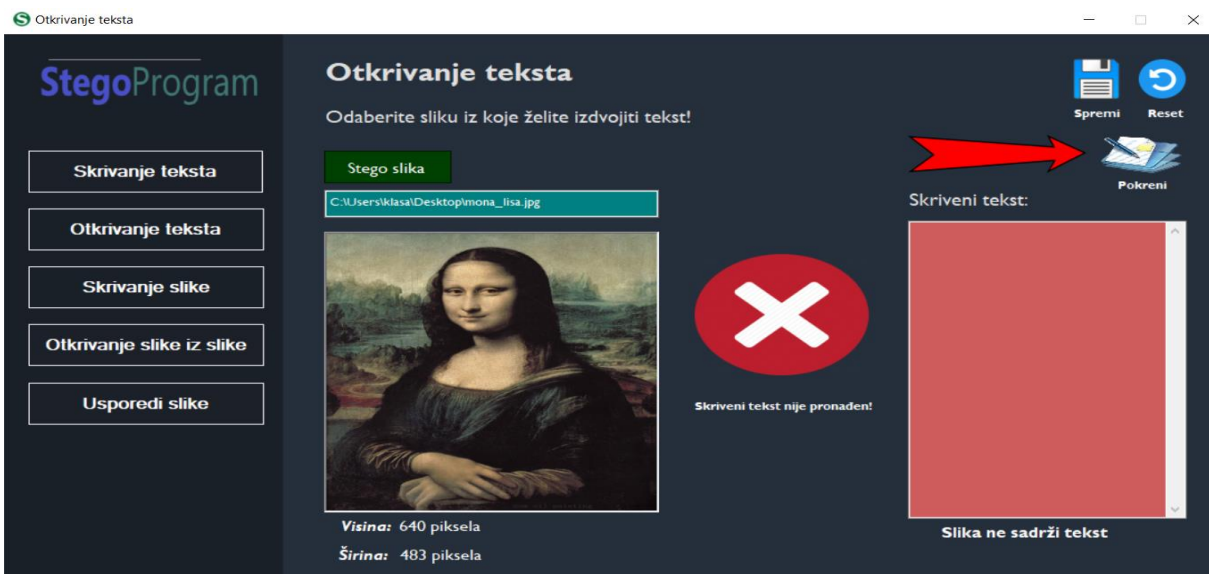 Otkrivanje teksta
StegoProgram
Skrivanje teksta
Otkrivanje teksta
Skrivanje slike
Otkrivanje slike iz slike
Usporedi slike
Otkrivanje teksta
Odaberite sliku iz koje želite izdvojiti tekst!
Stego slika
C:\Users\klasa\Desktop\mona_lisa.jpg
Visina: 640 piksela
Širina: 483 piksela
Skriveni tekst nije pronađen!
Spremi
Reset
Pokreni
Skriveni tekst:
Slika ne sadrži tekst